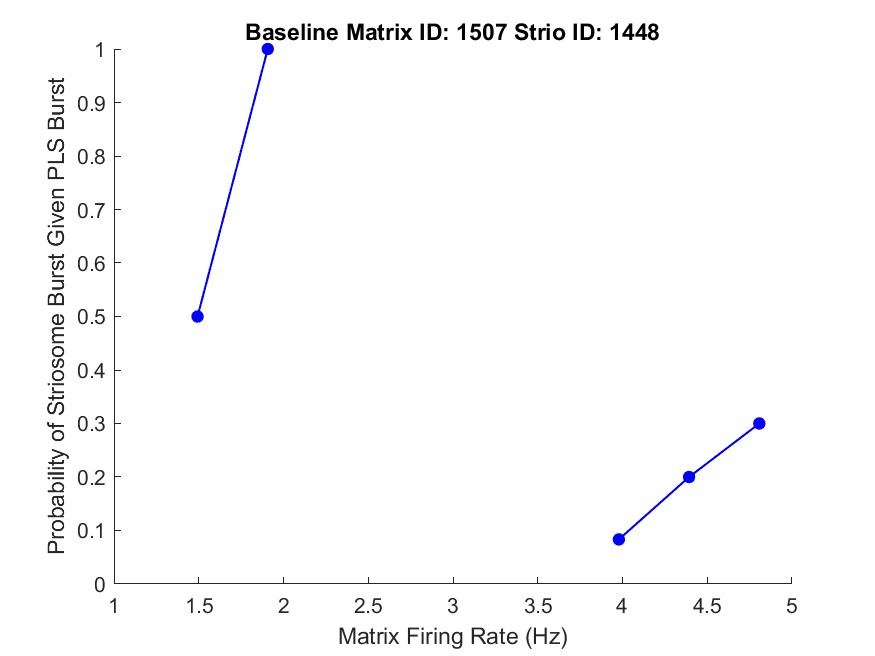 Baseline Matrix ID: 1507 Strio ID: 1448
Probability of Striosome Burst Given PLS Burst
1
0.9
0.8
0.7
0.6
0.5
0.4
0.3
0.2
0.1
0
1 1.5 2 2.5 3 3.5 4 4.5 5
Matrix Firing Rate (Hz)